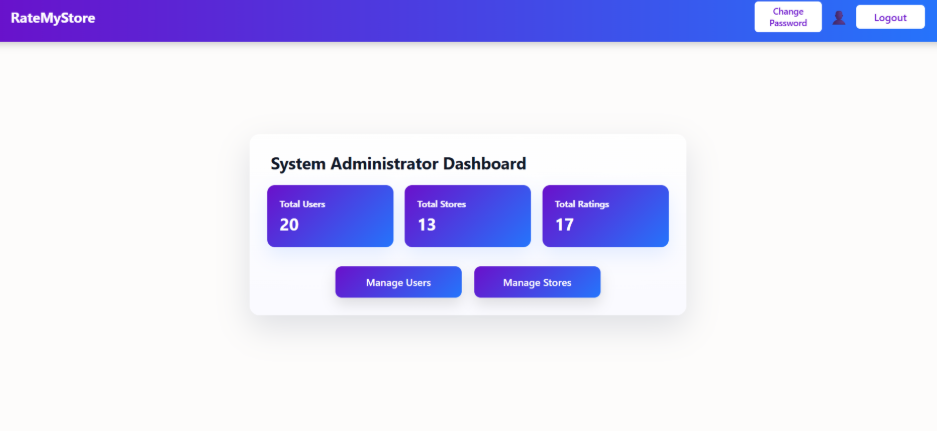 RateMyStore
Change
Password
Logout
System Administrator Dashboard
Total Users
20
Total Stores
13
Total Ratings
17
Manage Users
Manage Stores